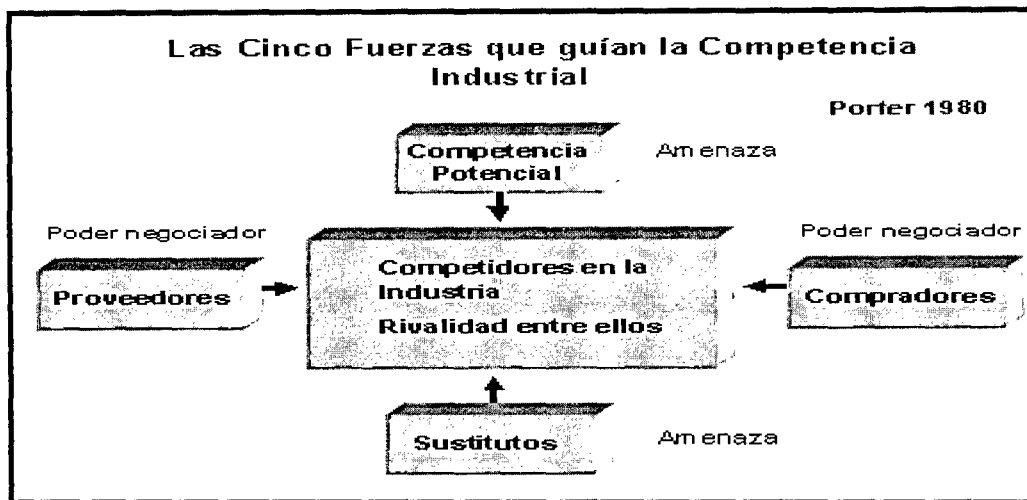 Las Cinco Fuerzas que guían la Competencia
Industrial
Porter 1980
Competencia
Potencial
Amenaza
Poder negociador
Proveedores
Competidores en la
Industria
Rivalidad entre ellos
Poder negociador
Compradores
Sustitutos
Amenaza